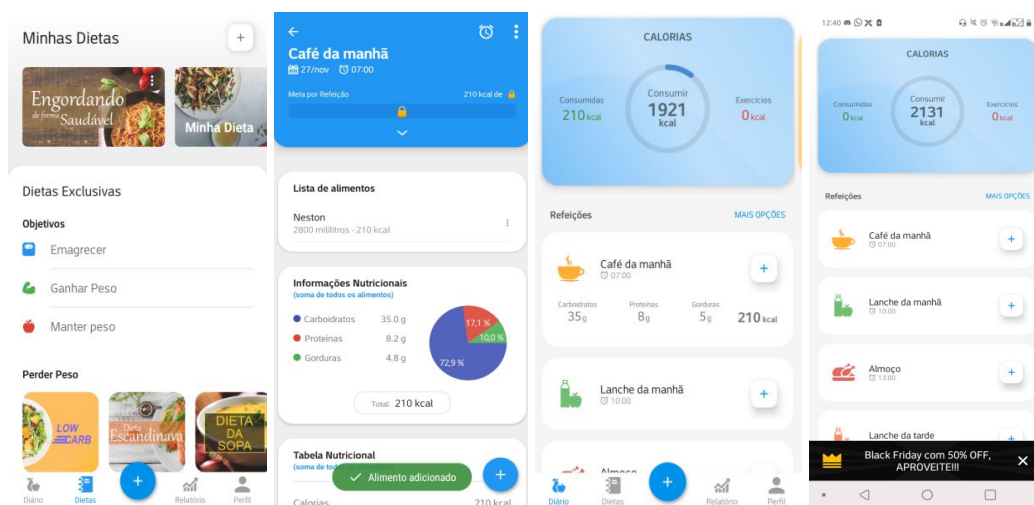 Minhas Dietas
+
Engordando
de forma Saudável
Minha Dieta
Dietas Exclusivas
Objetivos
Emagrecer
Ganhar Peso
Manter peso
Perder Peso
LOW
CARB
Dieta
Escandinava
DIETA
DA
SOPA
Diário
Dietas
+
Relatório
Perfil
Café da manhã
27/nov 07:00
Meta por Refeição 210 kcal de
Lista de alimentos
Neston
2800 mililitros - 210 kcal
Informações Nutricionais
(soma de todos os alimentos)
Carboidratos 35.0 g
Proteínas 8.2 g
Gorduras 4.8 g
17,1 %
10,0 %
72,9 %
Total: 210 kcal
Tabela Nutricional
(soma de
Alimento adicionado
+
Calorias 210 kcal
CALORIAS
Consumidas
210 kcal
Consumir
1921
kcal
Exercícios
0 kcal
Refeições MAIS OPÇÕES
Café da manhã
07:00
+
Carboidratos Proteínas Gorduras
35g 8g 5g 210 kcal
Lanche da manhã
10:00
+
Almoço
Diário
Dietas
+
Relatório
Perfil
12:40
CALORIAS
Consumidas
0 kcal
Consumir
2131
kcal
Exercícios
0 kcal
Refeições MAIS OPÇÕES
Café da manhã
07:00
+
Lanche da manhã
10:00
+
Almoço
13:00
+
Lanche da tarde
Black Friday com 50% OFF,
APROVEITE!!!